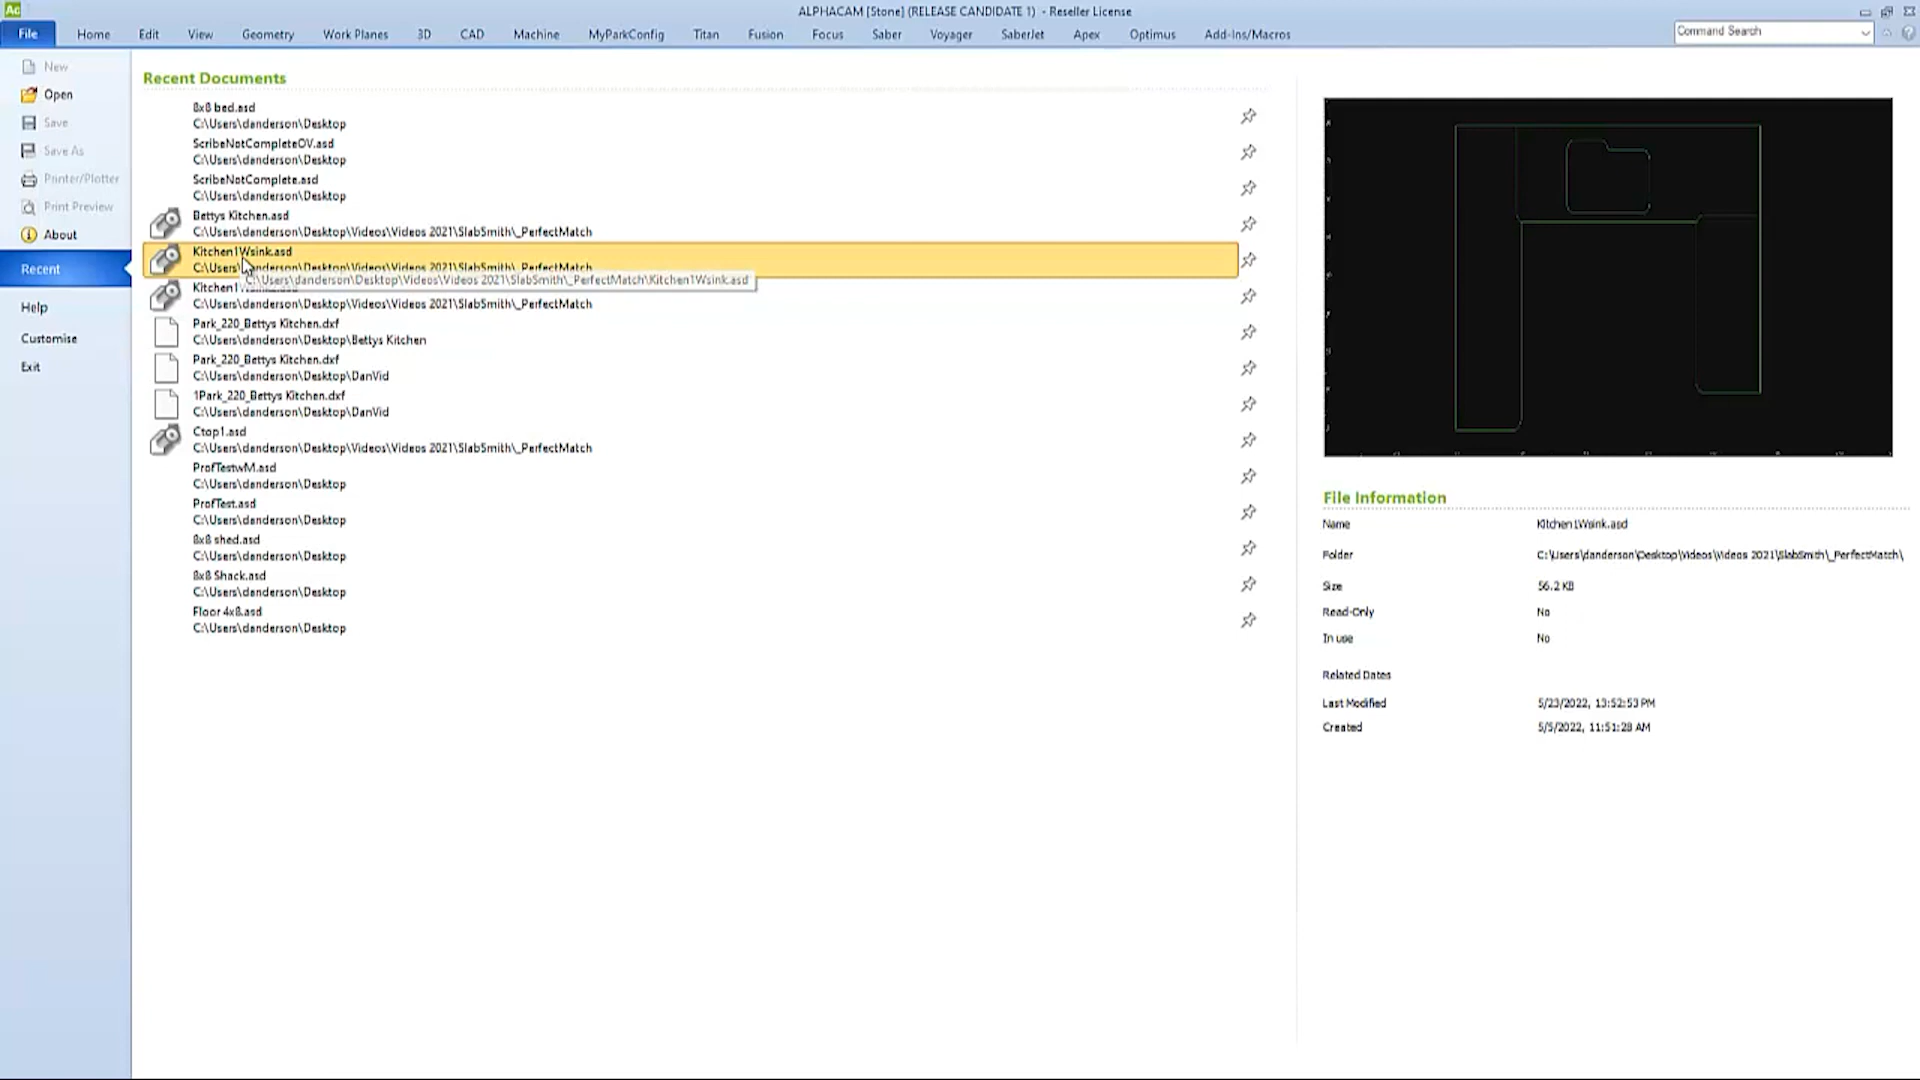 Ac
ALPHACAM [Stone] (RELEASE CANDIDATE 1) - Reseller License
File Home Edit View Geometry Work Planes 3D CAD Machine MyParkConfig Titan Fusion Focus Saber Voyager SaberJet Apex Optimus Add-Ins/Macros Command Search
New
Open
Save
Save As
Printer/Plotter
Print Preview
About
Recent
Help
Customise
Exit
Recent Documents
8x8 bed.asd
C:\Users\danderson\Desktop
ScribeNotCompleteOV.asd
C:\Users\danderson\Desktop
ScribeNotComplete.asd
C:\Users\danderson\Desktop
Bettys Kitchen.asd
C:\Users\danderson\Desktop\Videos\Videos 2021\SlabSmith\_PerfectMatch
Kitchen1Wsink.asd
C:\Users\danderson\Desktop\Videos\Videos 2021\SlabSmith\_PerfectMatch
C:\Users\danderson\Desktop\Videos\Videos 2021\SlabSmith\_PerfectMatch\Kitchen1Wsink.asd
Kitchen1
C:\Users\danderson\Desktop\Videos\Videos 2021\SlabSmith\_PerfectMatch
Park_220_Bettys Kitchen.dxf
C:\Users\danderson\Desktop\Bettys Kitchen
Park_220_Bettys Kitchen.dxf
C:\Users\danderson\Desktop\DanVid
1Park_220_Bettys Kitchen.dxf
C:\Users\danderson\Desktop\DanVid
Ctop1.asd
C:\Users\danderson\Desktop\Videos\Videos 2021\SlabSmith\_PerfectMatch
ProfTestwM.asd
C:\Users\danderson\Desktop
ProfTest.asd
C:\Users\danderson\Desktop
8x8 shed.asd
C:\Users\danderson\Desktop
8x8 Shack.asd
C:\Users\danderson\Desktop
Floor 4x8.asd
C:\Users\danderson\Desktop
File Information
Name Kitchen1Wsink.asd
Folder C:\Users\danderson\Desktop\Videos\Videos 2021\SlabSmith\_PerfectMatch\
Size 56.2 KB
Read-Only No
In use No
Related Dates
Last Modified 5/23/2022, 13:52:53 PM
Created 5/5/2022, 11:51:28 AM